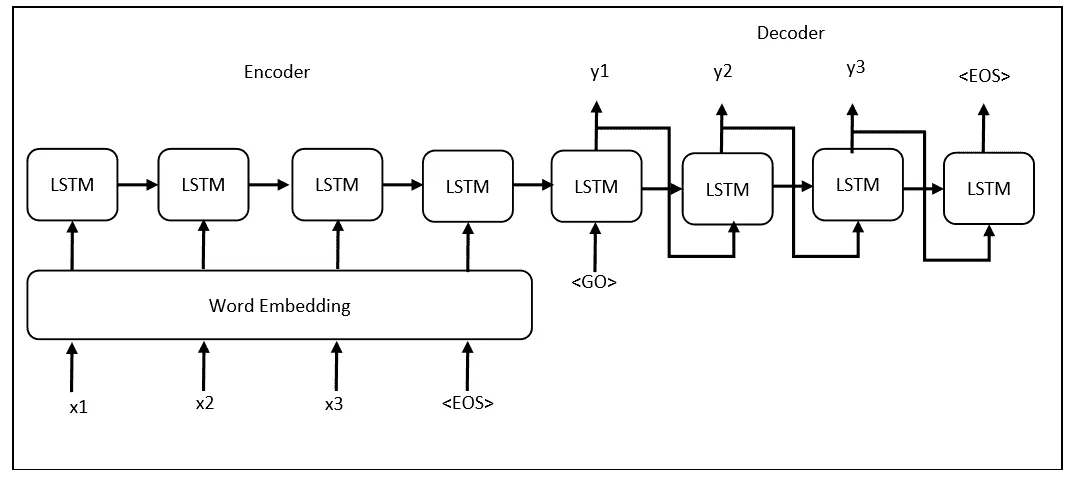 Decoder
Encoder
y1
y2
y3
<EOS>
LSTM
LSTM
LSTM
LSTM
LSTM
LSTM
LSTM
LSTM
<GO>
Word Embedding
x1
x2
x3
<EOS>